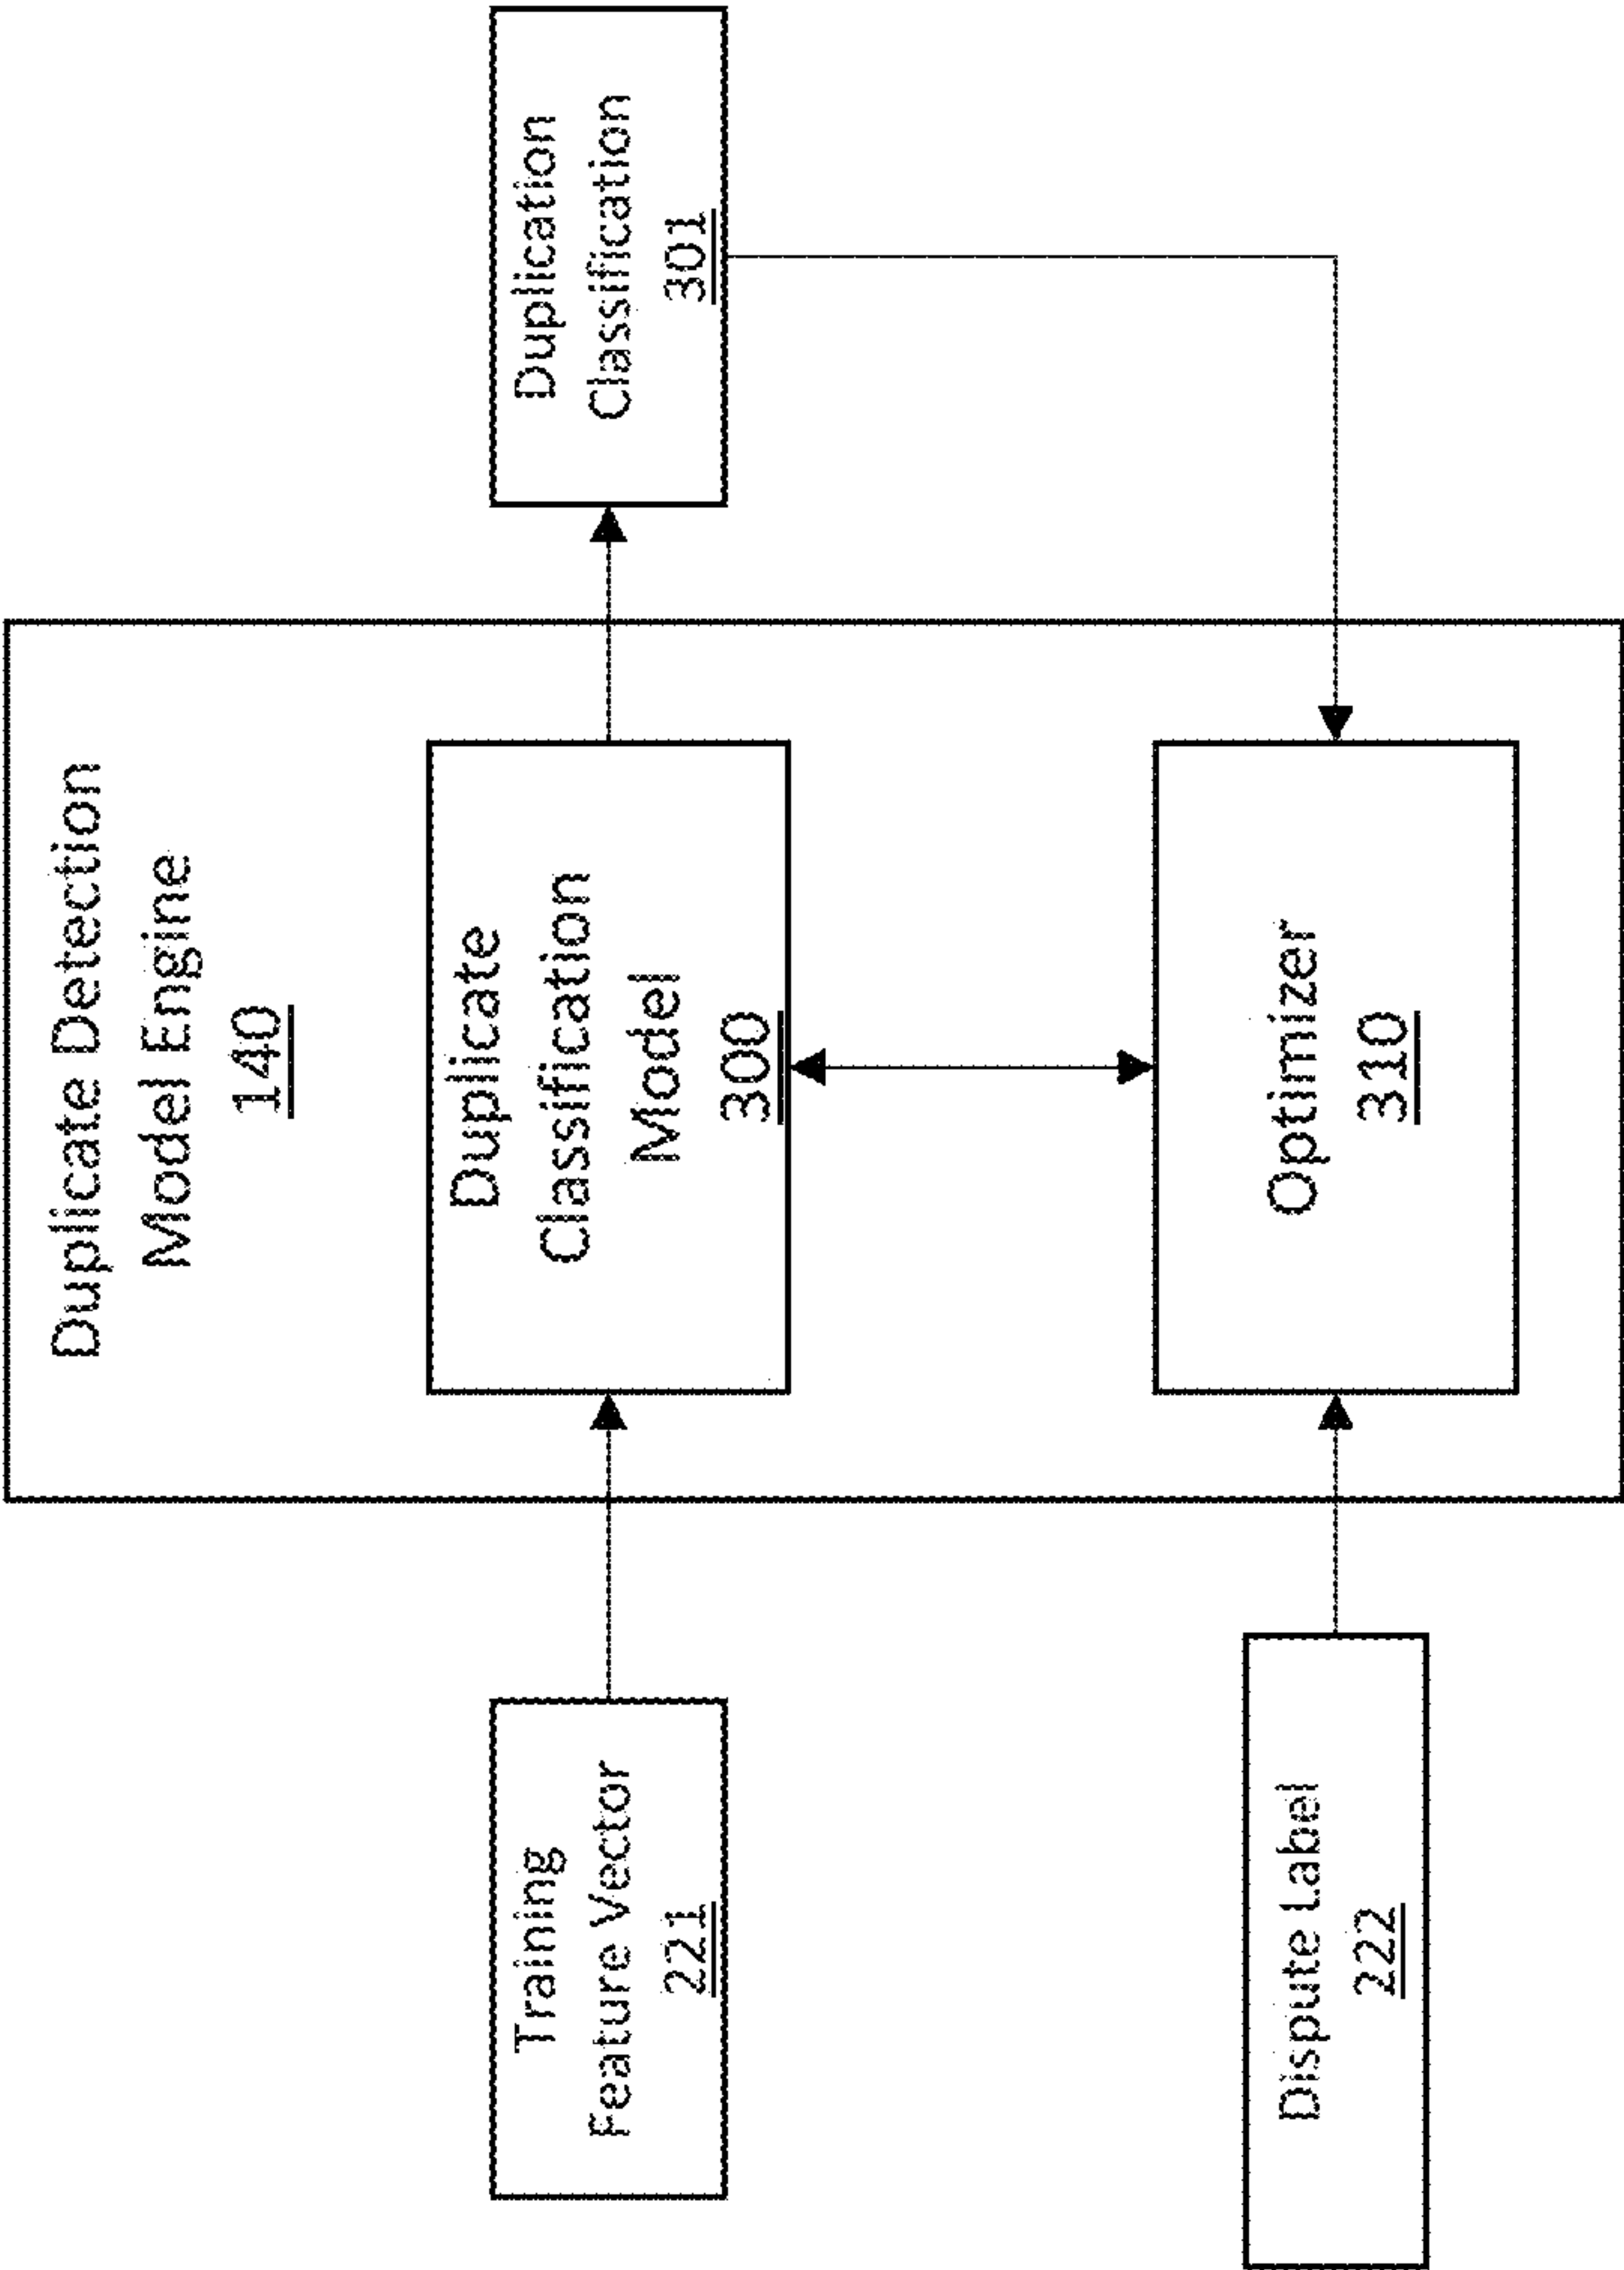 Duplicate Detection
Model Engine
140
Training
Feature Vector
221
Duplicate
Classification
Model
300
Duplication
Classification
301
Dispute Label
222
Optimizer
310